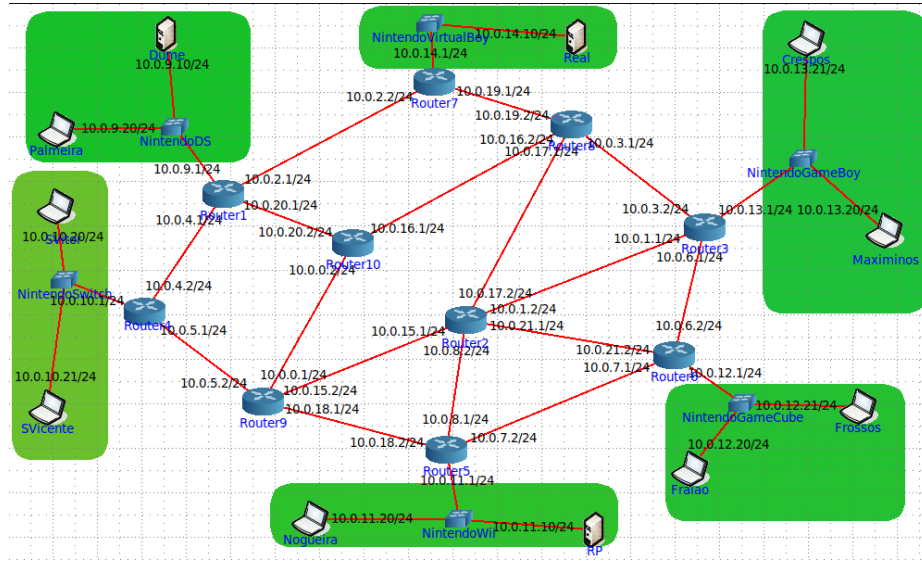 Dume
10.0.9.10/24
10.0.9.20/24
Palmeira
NintendoDS
10.0.9.1/24
NintendoVirtualBoy
10.0.14.10/24
10.0.14.1/24
Real
Router7
10.0.2.2/24
10.0.19.1/24
10.0.19.2/24
10.0.16.2/24
10.0.17.1/24
10.0.3.1/24
Crespos
10.0.13.21/24
NintendoGameBoy
10.0.13.1/24
10.0.13.20/24
Maximinos
10.0.2.1/24
Router1
10.0.20.1/24
10.0.4.1/24
10.0.20.2/24
10.0.16.1/24
Router10
10.0.0.2/24
10.0.3.2/24
Router3
10.0.1.1/24
10.0.6.1/24
10.0.10.20/24
NintendoSwitch
10.0.10.1/24
10.0.4.2/24
Router4
10.0.5.1/24
10.0.10.21/24
SVicente
10.0.17.2/24
10.0.1.2/24
10.0.15.1/24
Router2
10.0.21.1/24
10.0.8.2/24
10.0.6.2/24
10.0.21.2/24
Router6
10.0.7.1/24
10.0.12.1/24
10.0.5.2/24
10.0.0.1/24
10.0.15.2/24
Router9
10.0.18.1/24
10.0.8.1/24
10.0.18.2/24
10.0.7.2/24
Router5
10.0.11.1/24
NintendoGameCube
10.0.12.21/24
Frossos
10.0.12.20/24
Fraiao
10.0.11.20/24
Nogueira
NintendoWii
10.0.11.10/24
RP